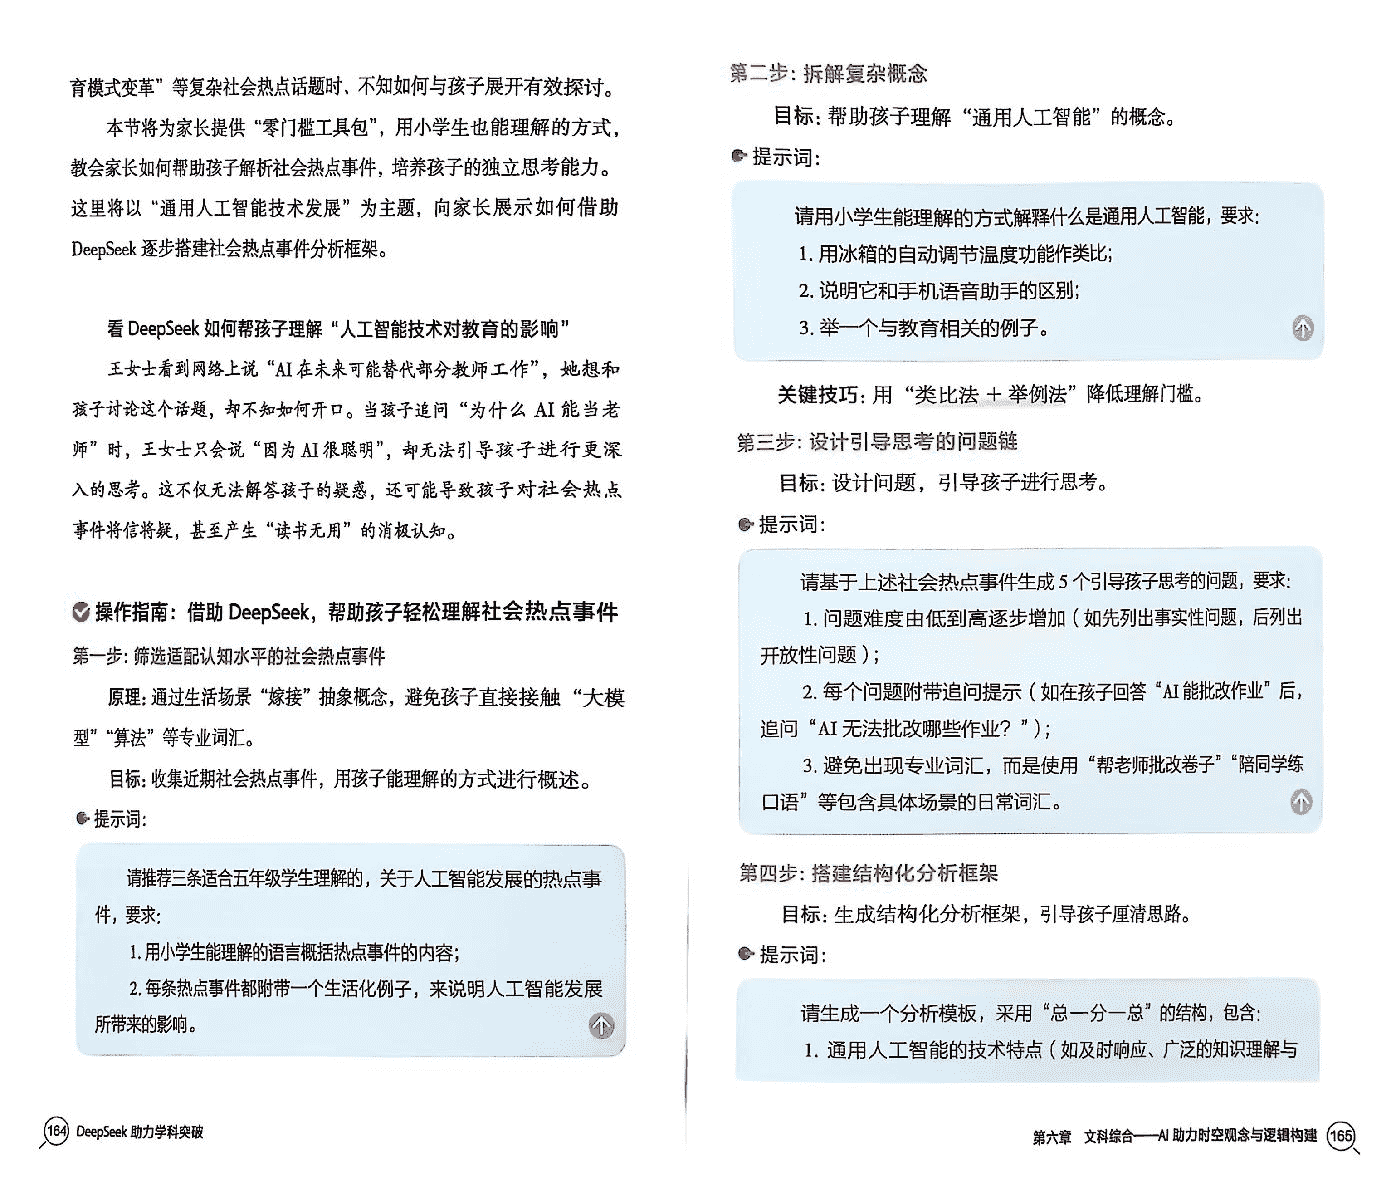 育模式变革”等复杂社会热点话题时，不知如何与孩子展开有效探讨。
本节将为家长提供“零门槛工具包”，用小学生也能理解的方式，
教会家长如何帮助孩子解析社会热点事件，培养孩子的独立思考能力。
这里将以“通用人工智能技术发展”为主题，向家长展示如何借助
DeepSeek 逐步搭建社会热点事件分析框架。
看 DeepSeek 如何帮孩子理解“人工智能技术对教育的影响”
王女士看到网络上说“AI 在未来可能替代部分教师工作”，她想和
孩子讨论这个话题，却不知如何开口。当孩子追问“为什么 AI 能当老
师”时，王女士只会说“因为 AI 很聪明”，却无法引导孩子进行更深
入的思考。这不仅无法解答孩子的疑惑，还可能导致孩子对社会热点
事件将信将疑，甚至产生“读书无用”的消极认知。
操作指南：借助 DeepSeek，帮助孩子轻松理解社会热点事件
第一步：筛选适配认知水平的社会热点事件
原理：通过生活场景“嫁接”抽象概念，避免孩子直接接触“大模
型”“算法”等专业词汇。
目标：收集近期社会热点事件，用孩子能理解的方式进行概述。
提示词：
请推荐三条适合五年级学生理解的，关于人工智能发展的热点事
件，要求：
1. 用小学生能理解的语言概括热点事件的内容；
2. 每条热点事件都附带一个生活化例子，来说明人工智能发展
所带来的影响。
164 DeepSeek 助力学科突破
第二步：拆解复杂概念
目标：帮助孩子理解“通用人工智能”的概念。
提示词：
请用小学生能理解的方式解释什么是通用人工智能，要求：
1. 用冰箱的自动调节温度功能作类比；
2. 说明它和手机语音助手的区别；
3. 举一个与教育相关的例子。
关键技巧：用“类比法 + 举例法”降低理解门槛。
第三步：设计引导思考的问题链
目标：设计问题，引导孩子进行思考。
提示词：
请基于上述社会热点事件生成 5 个引导孩子思考的问题，要求：
1. 问题难度由低到高逐步增加（如先列出事实性问题，后列出
开放性问题）；
2. 每个问题附带追问提示（如在孩子回答“AI 能批改作业”后，
追问“AI 无法批改哪些作业？”）；
3. 避免出现专业词汇，而是使用“帮老师批改卷子”“陪同学练
口语”等包含具体场景的日常词汇。
第四步：搭建结构化分析框架
目标：生成结构化分析框架，引导孩子厘清思路。
提示词：
请生成一个分析模板，采用“总一分一总”的结构，包含：
1. 通用人工智能的技术特点（如及时响应、广泛的知识理解与
第六章 文科综合——AI 助力时空观念与逻辑构建 165